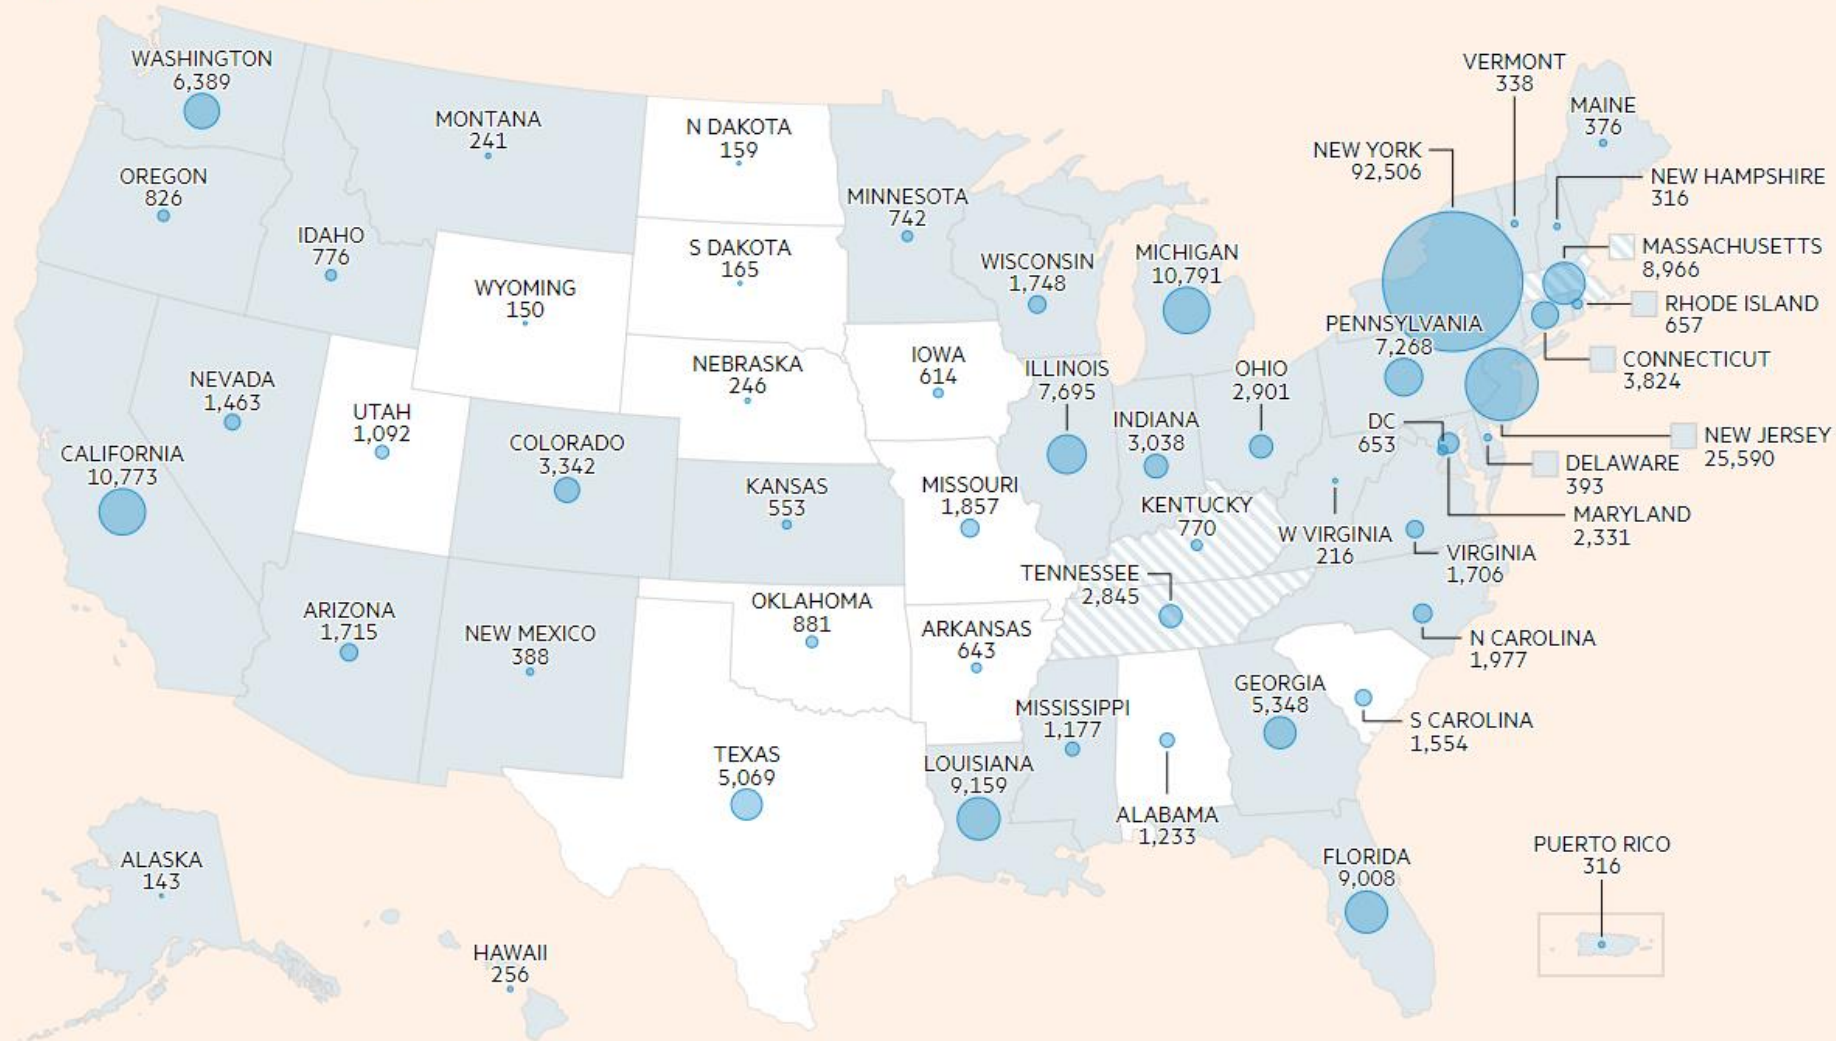 WASHINGTON
6,389
OREGON
826
CALIFORNIA
10,773
NEVADA
1,463
IDAHO
776
MONTANA
241
WYOMING
150
UTAH
1,092
COLORADO
3,342
ARIZONA
1,715
NEW MEXICO
388
N DAKOTA
159
S DAKOTA
165
NEBRASKA
246
KANSAS
553
OKLAHOMA
881
TEXAS
5,069
MINNESOTA
742
IOWA
614
MISSOURI
1,857
ARKANSAS
643
LOUISIANA
9,159
WISCONSIN
1,748
ILLINOIS
7,695
MICHIGAN
10,791
INDIANA
3,038
OHIO
2,901
KENTUCKY
770
TENNESSEE
2,845
MISSISSIPPI
1,177
ALABAMA
1,233
GEORGIA
5,348
FLORIDA
9,008
S CAROLINA
1,554
N CAROLINA
1,977
VIRGINIA
1,706
W VIRGINIA
216
MARYLAND
2,331
DC
653
DELAWARE
393
NEW JERSEY
25,590
PENNSYLVANIA
7,268
NEW YORK
92,506
CONNECTICUT
3,824
RHODE ISLAND
657
MASSACHUSETTS
8,966
NEW HAMPSHIRE
316
VERMONT
338
MAINE
376
ALASKA
143
HAWAII
256
PUERTO RICO
316